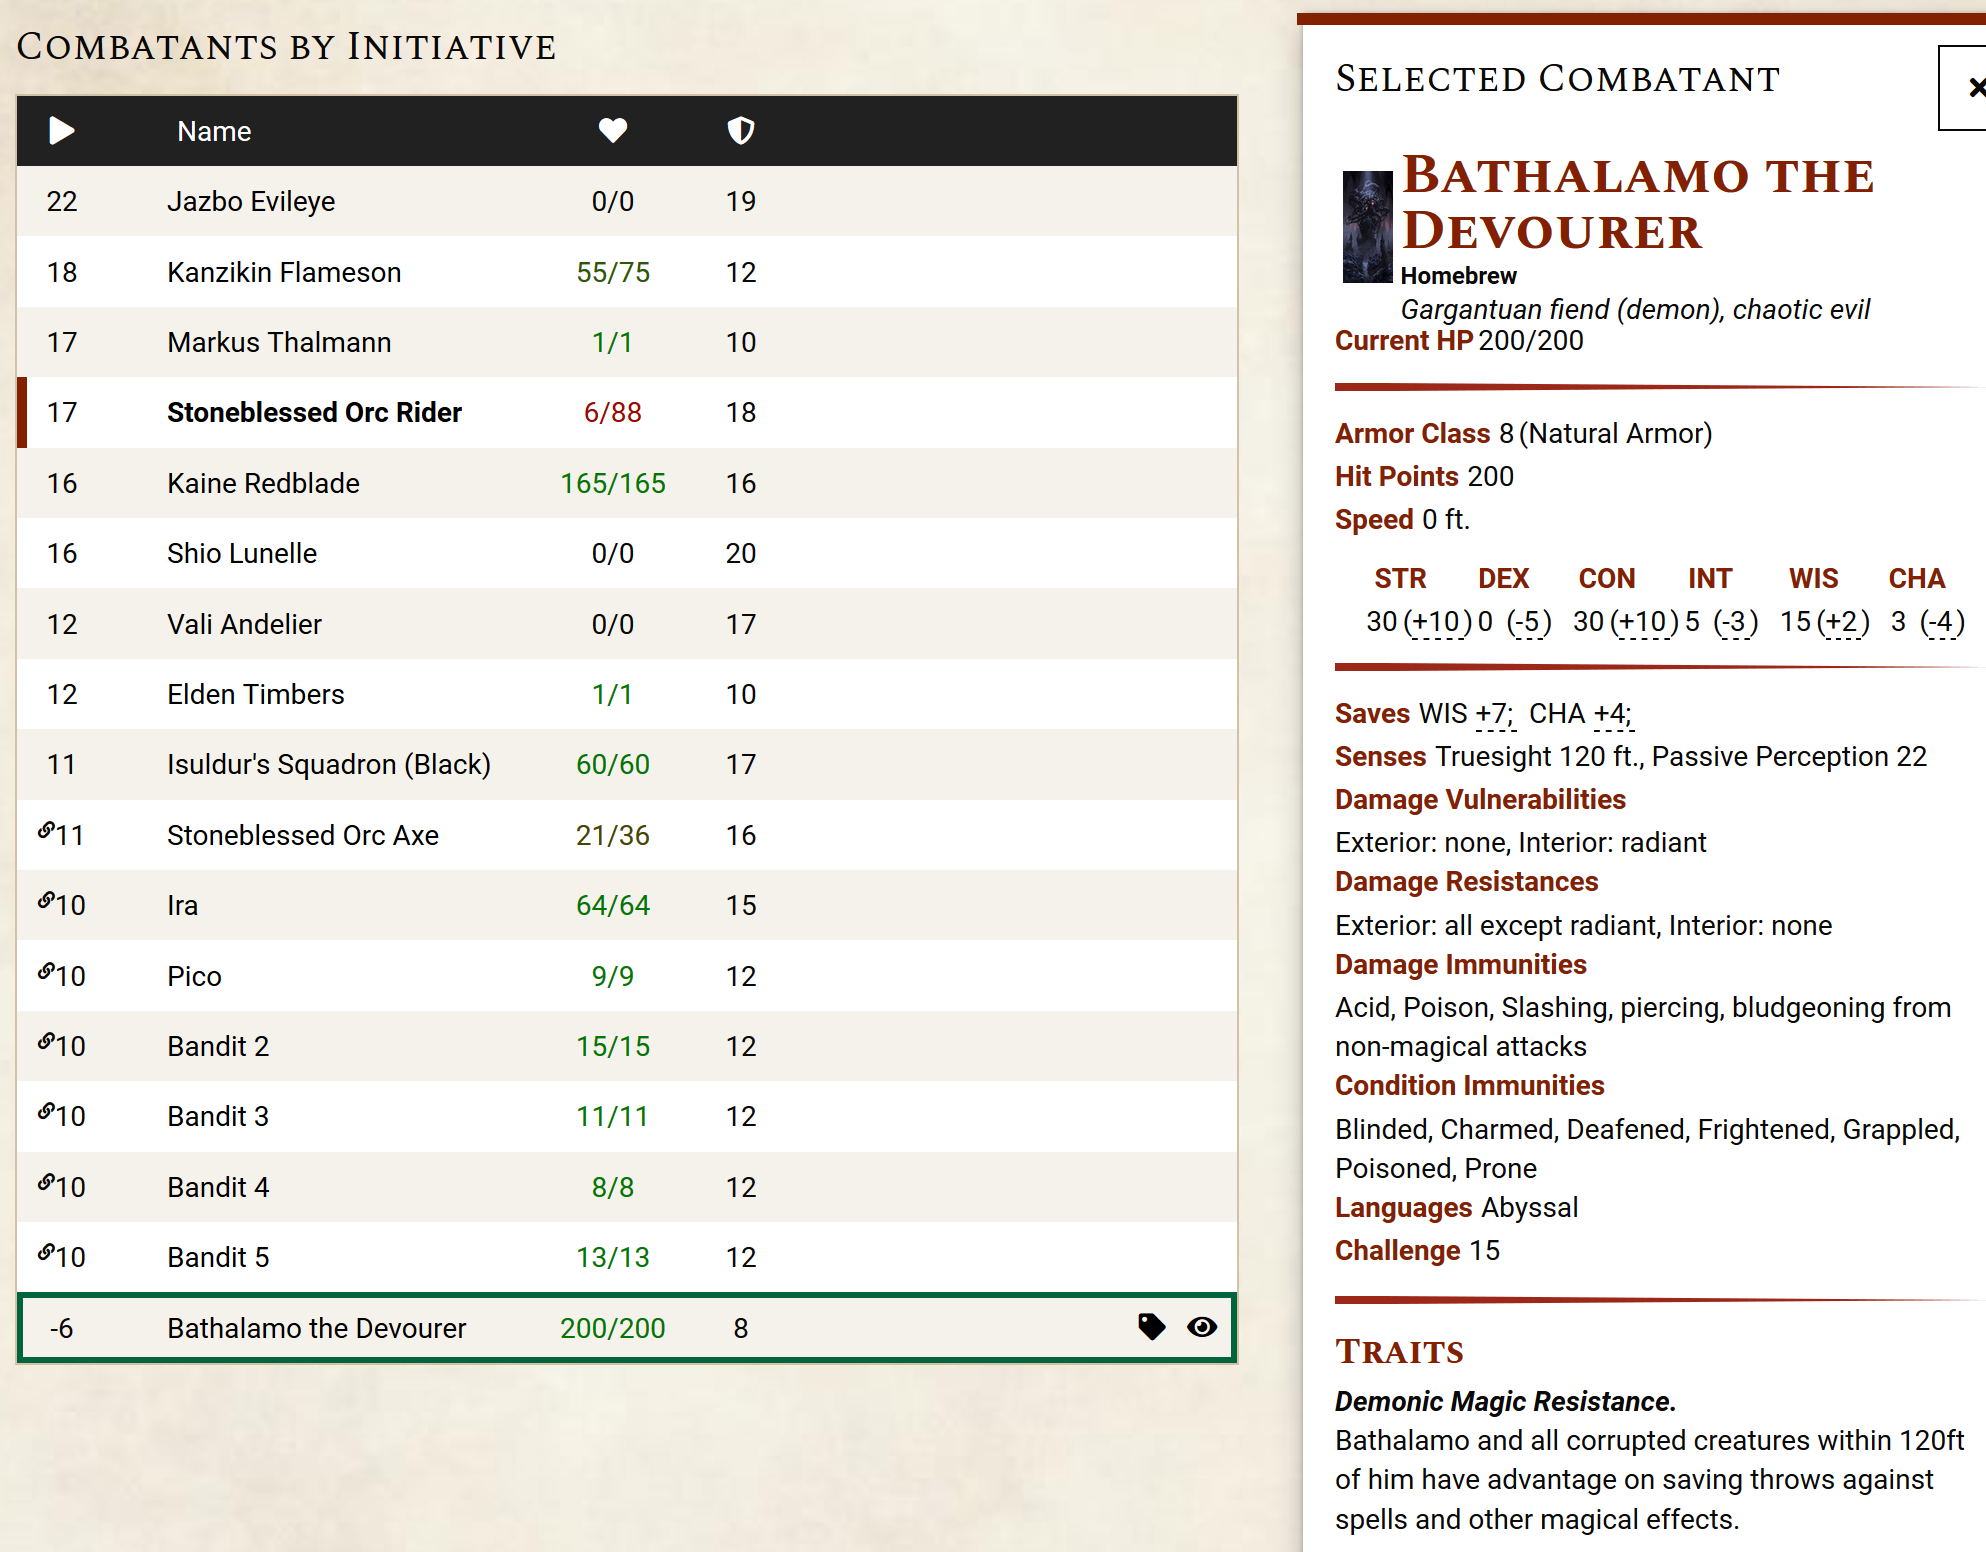 Combatants by Initiative
Name
22 Jazbo Evileye 0/0 19
18 Kanzikin Flameson 55/75 12
17 Markus Thalmann 1/1 10
17 Stoneblessed Orc Rider 6/88 18
16 Kaine Redblade 165/165 16
16 Shio Lunelle 0/0 20
12 Vali Andelier 0/0 17
12 Elden Timbers 1/1 10
11 Isuldur's Squadron (Black) 60/60 17
11 Stoneblessed Orc Axe 21/36 16
10 Ira 64/64 15
10 Pico 9/9 12
10 Bandit 2 15/15 12
10 Bandit 3 11/11 12
10 Bandit 4 8/8 12
10 Bandit 5 13/13 12
-6 Bathalamo the Devourer 200/200 8
Selected Combatant
Bathalamo the
Devourer
Homebrew
Gargantuan fiend (demon), chaotic evil
Current HP 200/200
Armor Class 8 (Natural Armor)
Hit Points 200
Speed 0 ft.
STR DEX CON INT WIS CHA
30 (+10) 0 (-5) 30 (+10) 5 (-3) 15 (+2) 3 (-4)
Saves WIS +7; CHA +4;
Senses Truesight 120 ft., Passive Perception 22
Damage Vulnerabilities
Exterior: none, Interior: radiant
Damage Resistances
Exterior: all except radiant, Interior: none
Damage Immunities
Acid, Poison, Slashing, piercing, bludgeoning from
non-magical attacks
Condition Immunities
Blinded, Charmed, Deafened, Frightened, Grappled,
Poisoned, Prone
Languages Abyssal
Challenge 15
Traits
Demonic Magic Resistance.
Bathalamo and all corrupted creatures within 120ft
of him have advantage on saving throws against
spells and other magical effects.